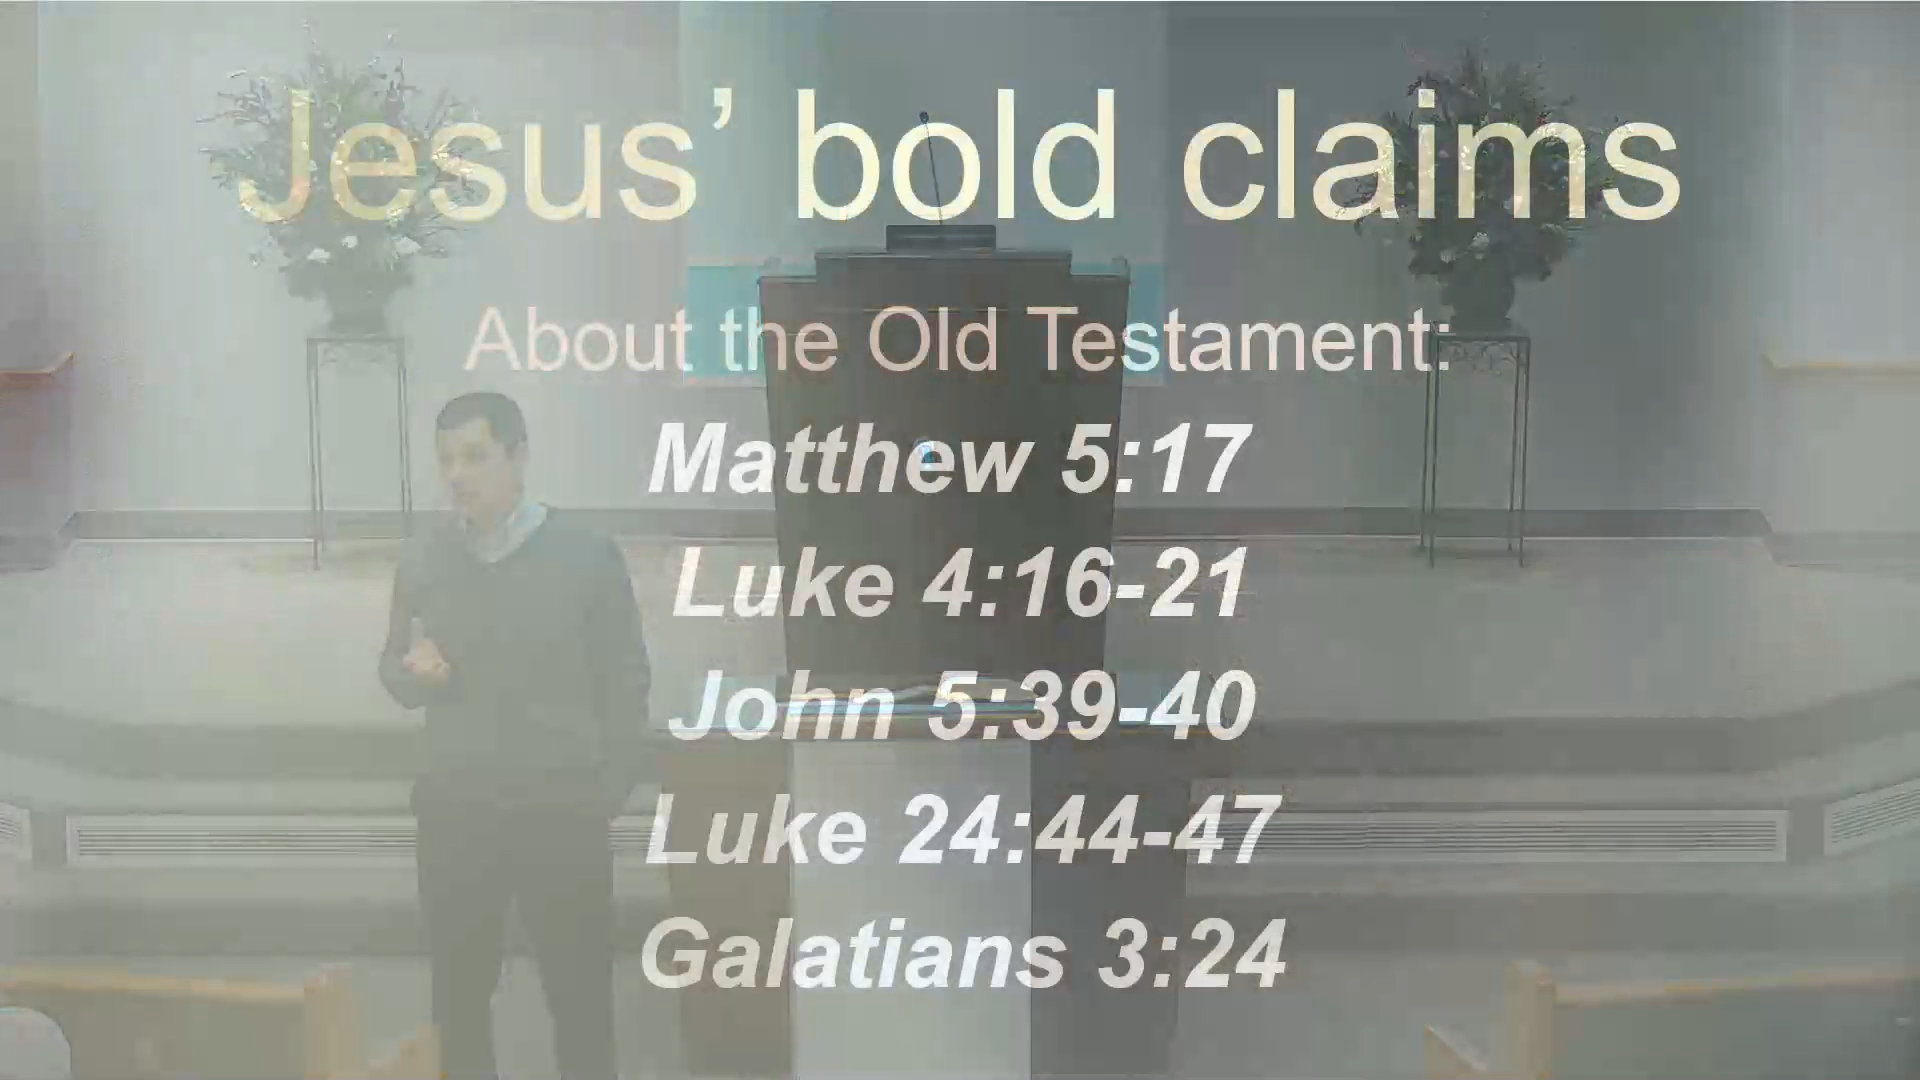 Jesus’ bold claims
About the Old Testament:
Matthew 5:17
Luke 4:16-21
John 5:39-40
Luke 24:44-47
Galatians 3:24